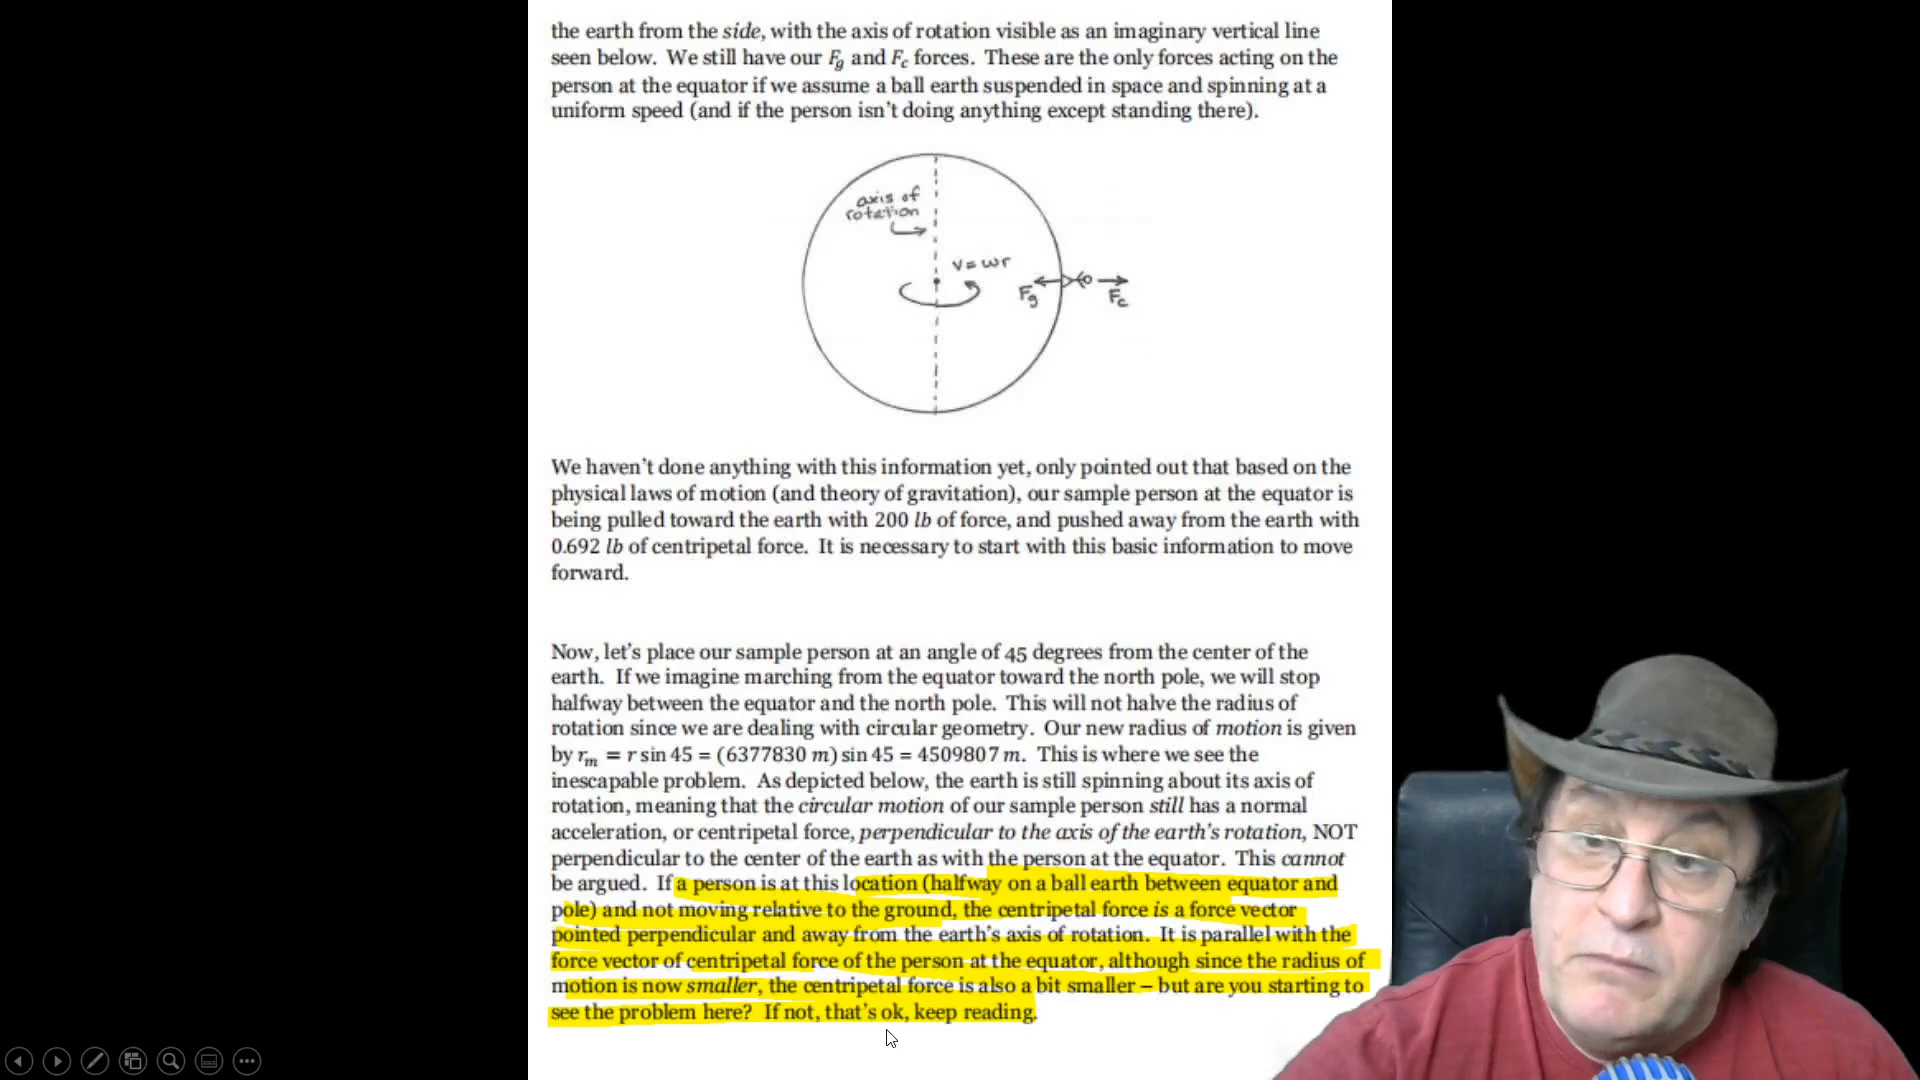 the earth from the side, with the axis of rotation visible as an imaginary vertical line
seen below. We still have our Fg and Fc forces. These are the only forces acting on the
person at the equator if we assume a ball earth suspended in space and spinning at a
uniform speed (and if the person isn't doing anything except standing there).
axis of
rotation
v=wr
Fg
Fc
We haven't done anything with this information yet, only pointed out that based on the
physical laws of motion (and theory of gravitation), our sample person at the equator is
being pulled toward the earth with 200 lb of force, and pushed away from the earth with
0.692 lb of centripetal force. It is necessary to start with this basic information to move
forward.
Now, let's place our sample person at an angle of 45 degrees from the center of the
earth. If we imagine marching from the equator toward the north pole, we will stop
halfway between the equator and the north pole. This will not halve the radius of
rotation since we are dealing with circular geometry. Our new radius of motion is given
by rm = r sin 45 = (6377830 m) sin 45 = 4509807 m. This is where we see the
inescapable problem. As depicted below, the earth is still spinning about its axis of
rotation, meaning that the circular motion of our sample person still has a normal
acceleration, or centripetal force, perpendicular to the axis of the earth's rotation, NOT
perpendicular to the center of the earth as with the person at the equator. This cannot
be argued. If a person is at this location (halfway on a ball earth between equator and
pole) and not moving relative to the ground, the centripetal force is a force vector
pointed perpendicular and away from the earth's axis of rotation. It is parallel with the
force vector of centripetal force of the person at the equator, although since the radius of
motion is now smaller, the centripetal force is also a bit smaller – but are you starting to
see the problem here? If not, that's ok, keep reading.